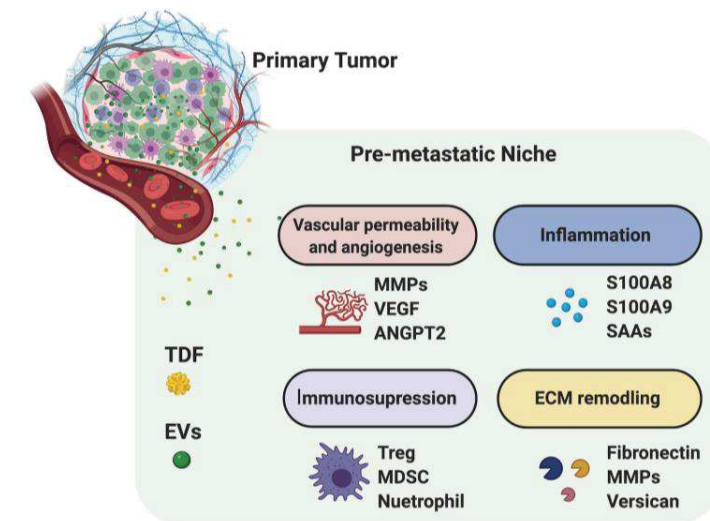 Primary Tumor
Pre-metastatic Niche
Vascular permeability
and angiogenesis
MMPs
VEGF
ANGPT2
Inflammation
S100A8
S100A9
SAAs
TDF
EVs
Immunosupression
Treg
MDSC
Nuetrophil
ECM remodling
Fibronectin
MMPs
Versican